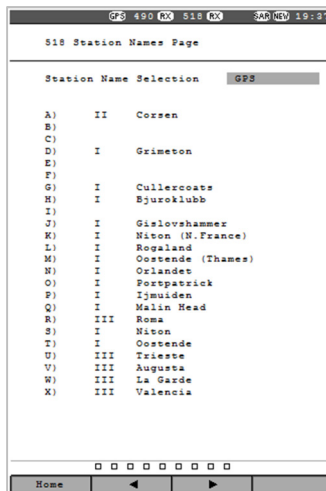 GPS 490 RX 518 RX SAR NEW 19:37
518 Station Names Page
Station Name Selection GPS
A) II Corsen
B)
C)
D) I Grimeton
E)
F)
G) I Cullercoats
H) I Bjuroklubb
I)
J) I Gislovshammer
K) I Niton (N.France)
L) I Rogaland
M) I Oostende (Thames)
N) I Orlandet
O) I Portpatrick
P) I Ijmuiden
Q) I Malin Head
R) III Roma
S) I Niton
T) I Oostende
U) III Trieste
V) III Augusta
W) III La Garde
X) III Valencia
Home ◀ ▶